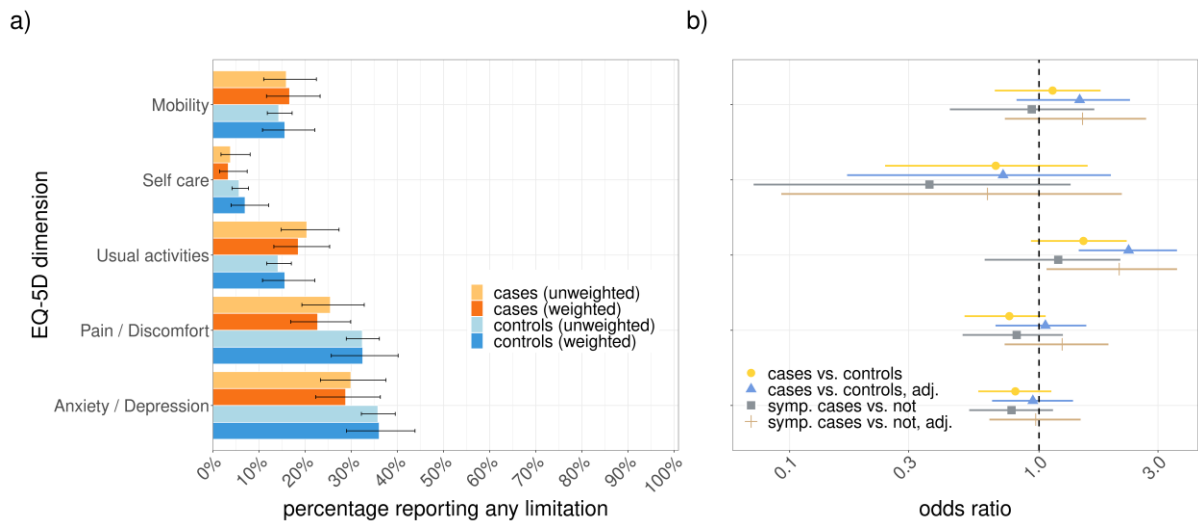 a)
EQ-5D dimension
Mobility
Self care
Usual activities
Pain / Discomfort
Anxiety / Depression
cases (unweighted)
cases (weighted)
controls (unweighted)
controls (weighted)
0%
10%
20%
30%
40%
50%
60%
70%
80%
90%
100%
percentage reporting any limitation
b)
cases vs. controls
cases vs. controls, adj.
symp. cases vs. not
symp. cases vs. not, adj.
0.1
0.3
1.0
3.0
odds ratio